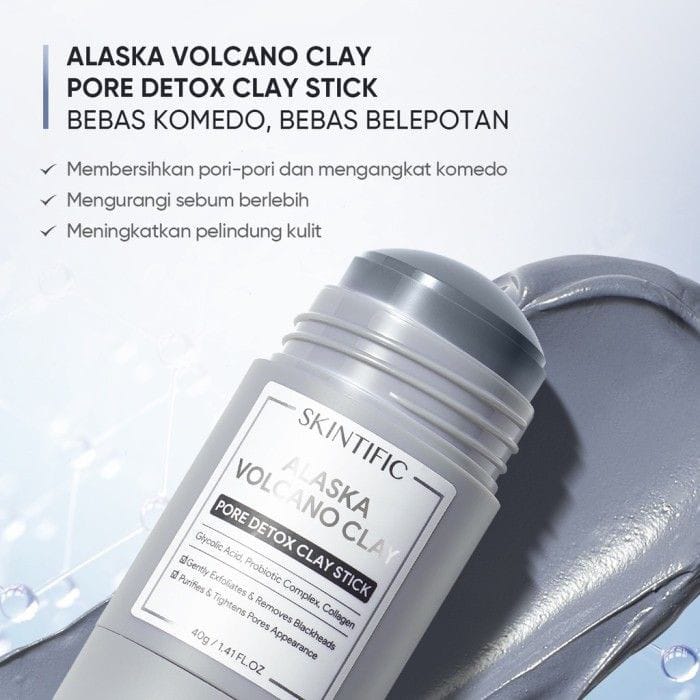 ALASKA VOLCANO CLAY
PORE DETOX CLAY STICK
BEBAS KOMEDO, BEBAS BELEPOTAN
Membersihkan pori-pori dan mengangkat komedo
Mengurangi sebum berlebih
Meningkatkan pelindung kulit
SKINTIFIC
ALASKA
VOLCANO CLAY
PORE DETOX CLAY STICK
Glycolic Acid, Probiotic Complex, Collagen
Gently Exfoliates & Removes Blackheads
Purifies & Tightens Pores Appearance
40g / 1.41 FL.OZ